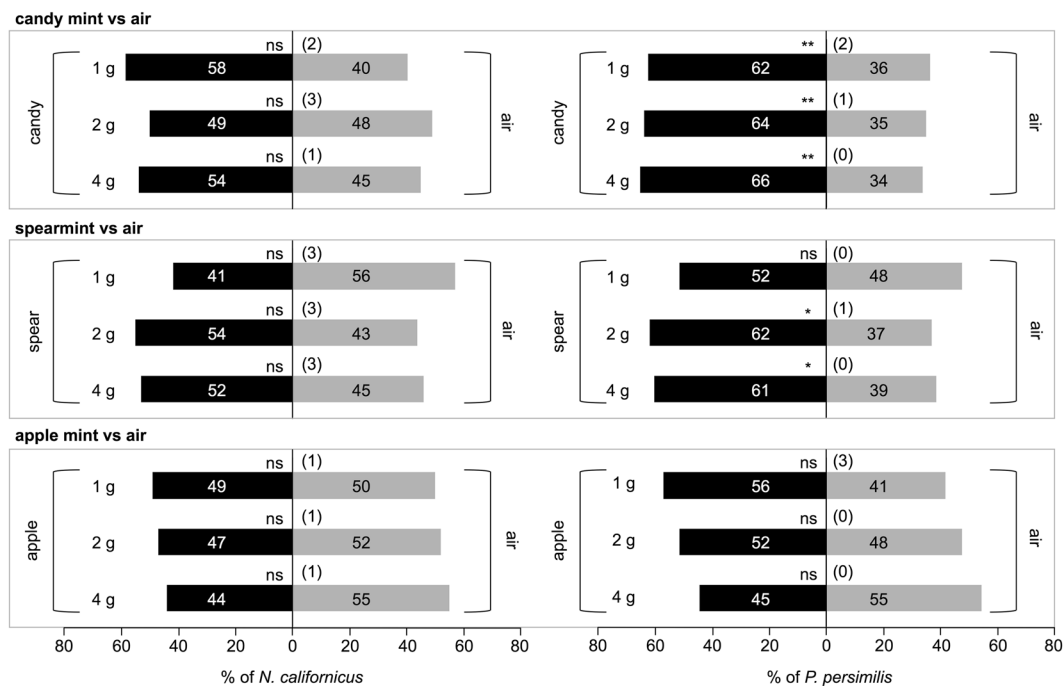 candy mint vs air
ns (2) ** (2)
1 g 58 40 1 g 62 36
ns (3) ** (1)
candy 2 g 49 48 air candy 2 g 64 35 air
ns (1) ** (0)
4 g 54 45 4 g 66 34
spearmint vs air
ns (3) ns (0)
1 g 41 56 1 g 52 48
ns (3) * (1)
spear 2 g 54 43 air spear 2 g 62 37 air
ns (3) * (0)
4 g 52 45 4 g 61 39
apple mint vs air
ns (1) ns (3)
1 g 49 50 1 g 56 41
ns (1) ns (0)
apple 2 g 47 52 air apple 2 g 52 48 air
ns (1) ns (0)
4 g 44 55 4 g 45 55
80 60 40 20 0 20 40 60 80 80 60 40 20 0 20 40 60 80
% of N. californicus % of P. persimilis